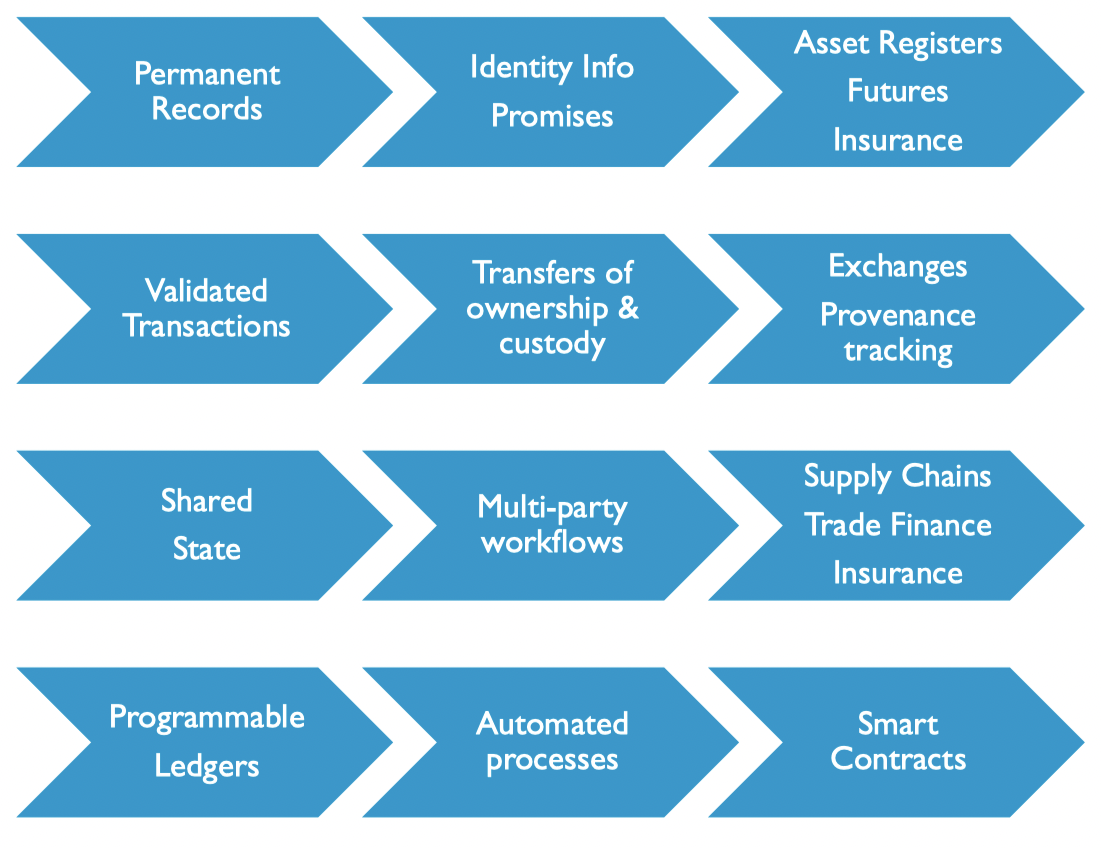 Permanent
Records
Identity Info
Promises
Asset Registers
Futures
Insurance
Validated
Transactions
Transfers of
ownership &
custody
Exchanges
Provenance
tracking
Shared
State
Multi-party
workflows
Supply Chains
Trade Finance
Insurance
Programmable
Ledgers
Automated
processes
Smart
Contracts